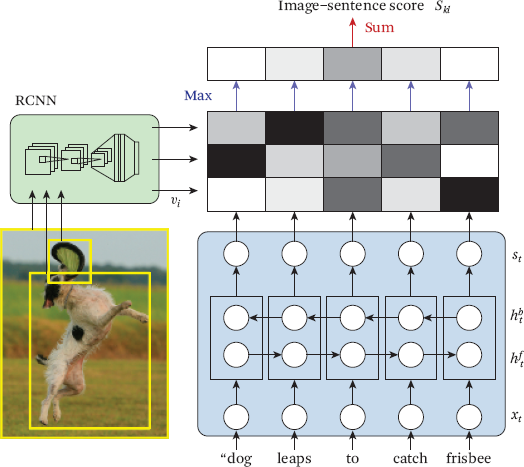 Image–sentence score S_{kl}
Sum
RCNN
Max
v_i
s_t
h_t^b
h_t^f
x_t
“dog leaps to catch frisbee